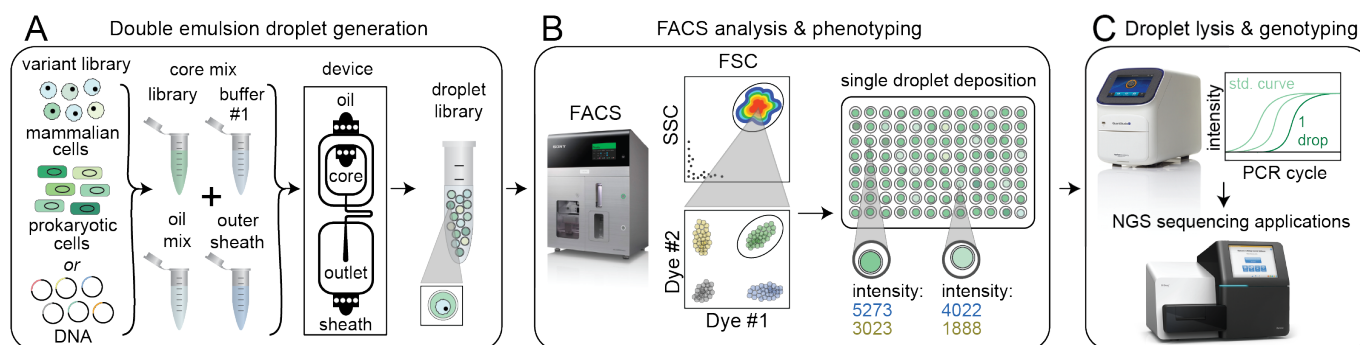 A
Double emulsion droplet generation
variant library
mammalian
cells
prokaryotic
cells
or
DNA
core mix
library
buffer
#1
+
oil
mix
outer
sheath
device
oil
core
outlet
sheath
droplet
library
B
FACS analysis & phenotyping
FACS
SONY
FSC
SSC
Dye #2
Dye #1
single droplet deposition
intensity:
5273
3023
intensity:
4022
1888
C
Droplet lysis & genotyping
intensity
std. curve
1
drop
PCR cycle
NGS sequencing applications